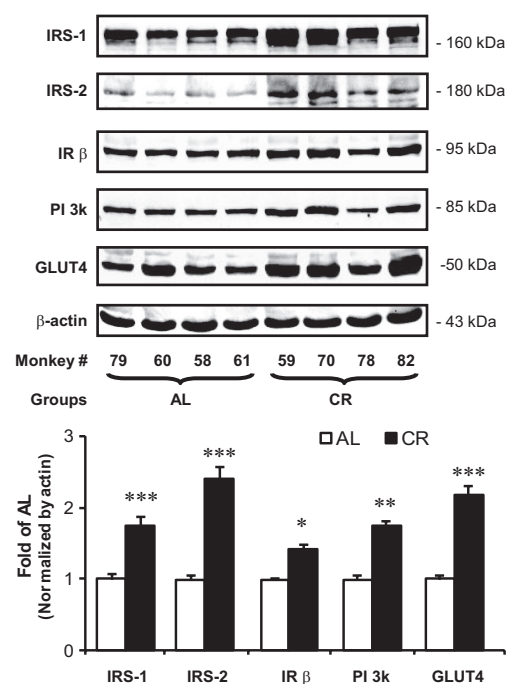 IRS-1 - 160 kDa
IRS-2 - 180 kDa
IR β - 95 kDa
PI 3k - 85 kDa
GLUT4 -50 kDa
β-actin - 43 kDa
Monkey # 79 60 58 61 59 70 78 82
Groups AL CR
AL CR
Fold of AL
(Nor malized by actin)
3
2
1
0
***
***
*
**
***
IRS-1 IRS-2 IR β PI 3k GLUT4